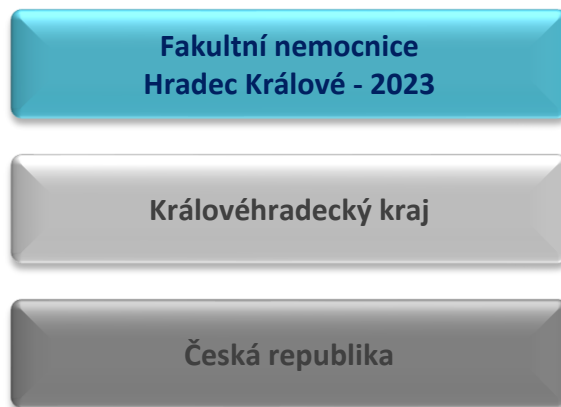 Fakultní nemocnice
Hradec Králové - 2023
Královéhradecký kraj
Česká republika